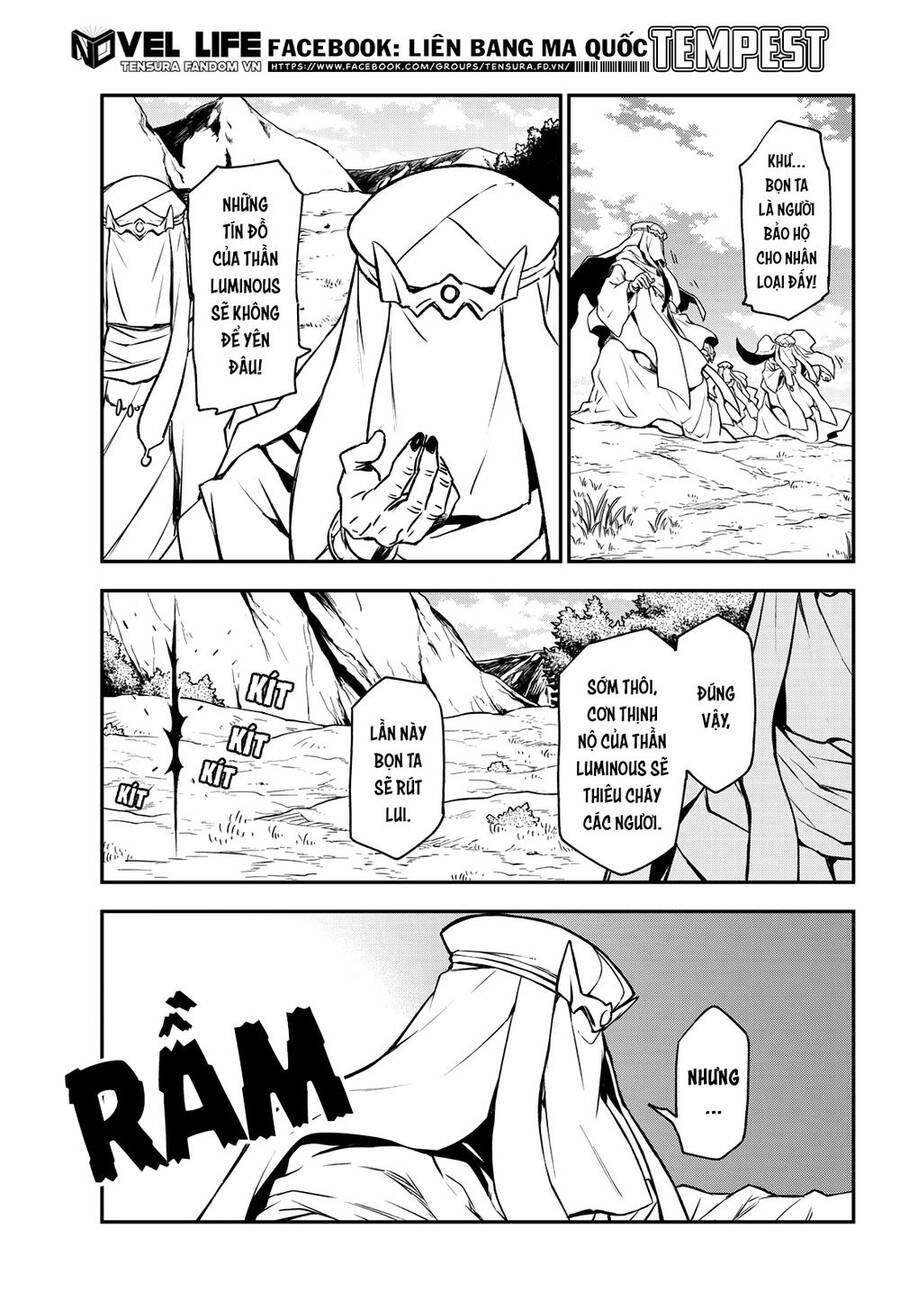 NOVEL LIFE
TENSURA FANDOM VN
FACEBOOK: LIÊN BANG MA QUỐC TEMPEST
HTTPS://WWW.FACEBOOK.COM/GROUPS/TENSURA.FD.VN/
KHƯ...
BỌN TA
LÀ NGƯỜI
BẢO HỘ
CHO NHÂN
LOẠI ĐẤY!
NHỮNG
TÍN ĐỒ
CỦA THẦN
LUMINOUS
SẼ KHÔNG
ĐỂ YÊN
ĐÂU!
ĐÚNG
VẬY,
SỚM THÔI,
CƠN THỊNH
NỘ CỦA THẦN
LUMINOUS SẼ
THIÊU CHÁY
CÁC NGƯƠI.
LẦN NÀY
BỌN TA
SẼ RÚT
LUI.
KÍT
KÍT
KÍT
KÍT
NHƯNG
...
RẦM